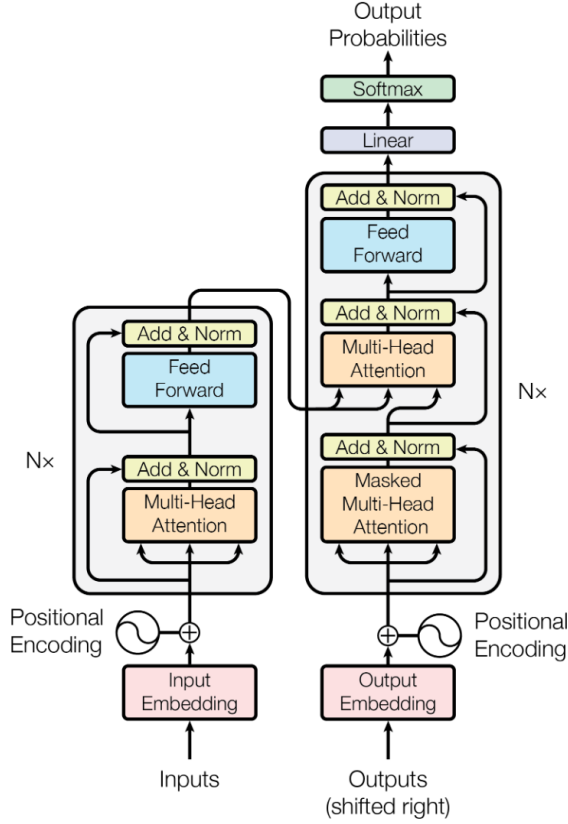 Output
Probabilities
Softmax
Linear
Add & Norm
Feed
Forward
Add & Norm
Multi-Head
Attention
Add & Norm
Masked
Multi-Head
Attention
N×
Add & Norm
Feed
Forward
Add & Norm
Multi-Head
Attention
N×
Positional
Encoding
Positional
Encoding
Input
Embedding
Output
Embedding
Inputs
Outputs
(shifted right)